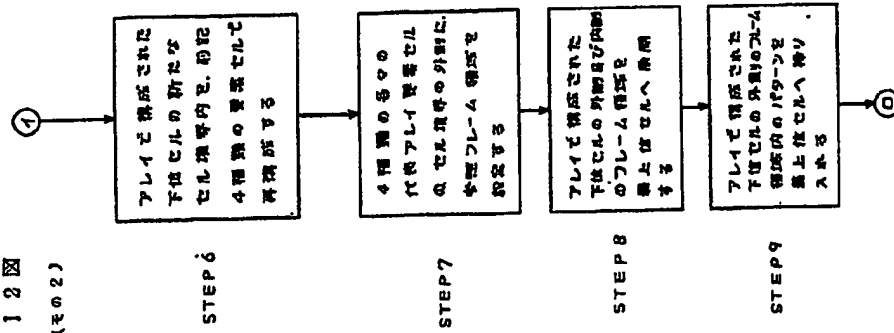 12図
(その2)
イ
STEP6
アレイで構成された
下位セルの新たな
セル境界内を、前記
4種類の要素セルで
再構成する
STEP7
4種類の各々の
代表アレイ要素セル
の、セル境界の外側に、
参照フレーム領域を
設定する
STEP8
アレイで構成された
下位セルの外側及び内側
のフレーム領域を
最上位セルへ展開
する
STEP9
アレイで構成された
下位セルの外側のフレーム
領域内のパターンを
最上位セルへ
入れる
ロ